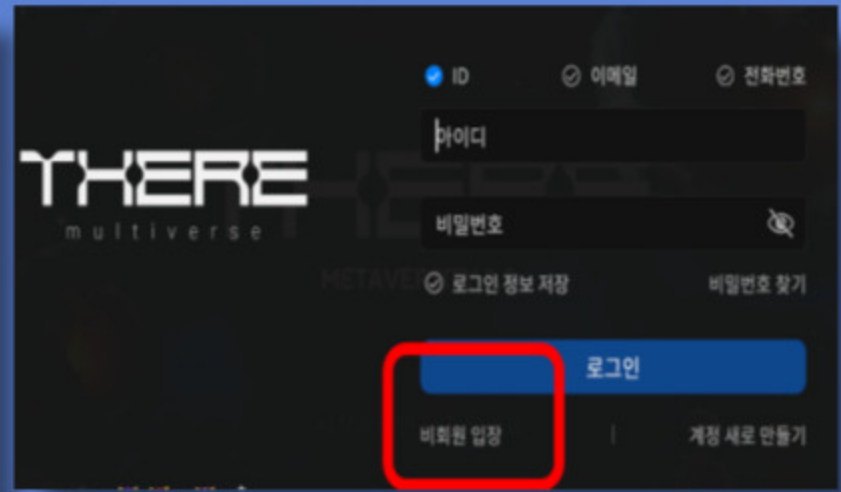 THERE
multiverse
ID
이메일
전화번호
아이디
비밀번호
METAVE
로그인 정보 저장
비밀번호 찾기
로그인
비회원 입장
계정 새로 만들기